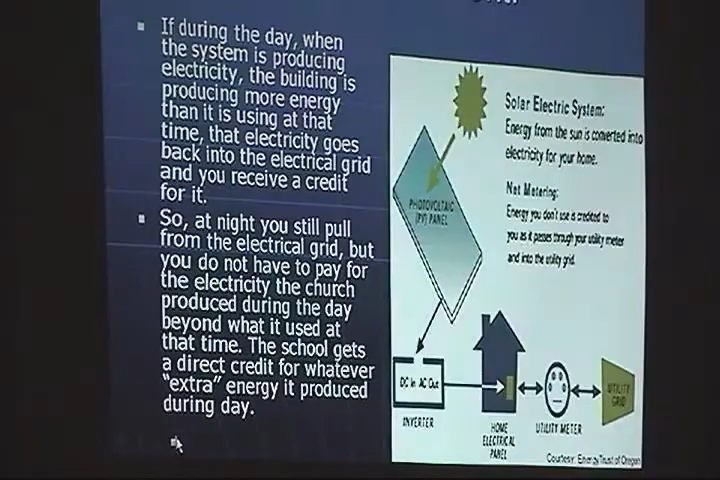 If during the day, when
the system is producing
electricity, the building is
producing more energy
than it is using at that
time, that electricity goes
back into the electrical grid
and you receive a credit
for it.
So, at night you still pull
from the electrical grid, but
you do not have to pay for
the electricity the church
produced during the day
beyond what it used at
that time. The school gets
a direct credit for whatever
"extra" energy it produced
during day.
Solar Electric System:
Energy from the sun is converted into
electricity for your home.
Net Metering:
Energy you don't use is credited to
you as it passes through your utility meter
and into the utility grid.
PHOTOVOLTAIC
(PV) PANEL
DC In AC Out
INVERTER
HOME
ELECTRICAL
PANEL
UTILITY METER
UTILITY
GRID
Courtesy: Energy Trust of Oregon